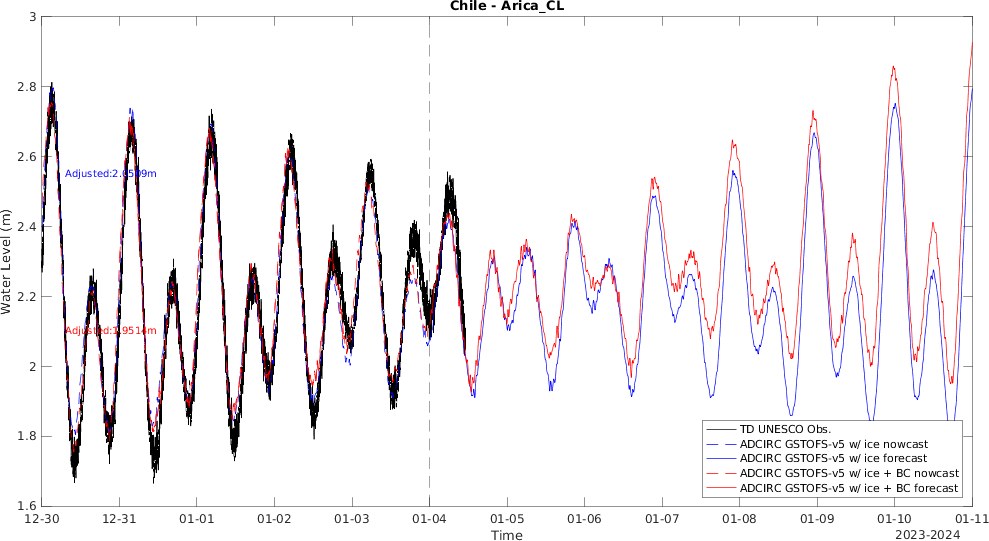 Chile - Arica_CL
3
2.8
2.6
2.4
2.2
2
1.8
1.6
Water Level (m)
Adjusted:2.0509m
Adjusted:1.9514m
TD UNESCO Obs.
ADCIRC GSTOFS-v5 w/ ice nowcast
ADCIRC GSTOFS-v5 w/ ice forecast
ADCIRC GSTOFS-v5 w/ ice + BC nowcast
ADCIRC GSTOFS-v5 w/ ice + BC forecast
12-30 12-31 01-01 01-02 01-03 01-04 01-05 01-06 01-07 01-08 01-09 01-10 01-11
Time
2023-2024